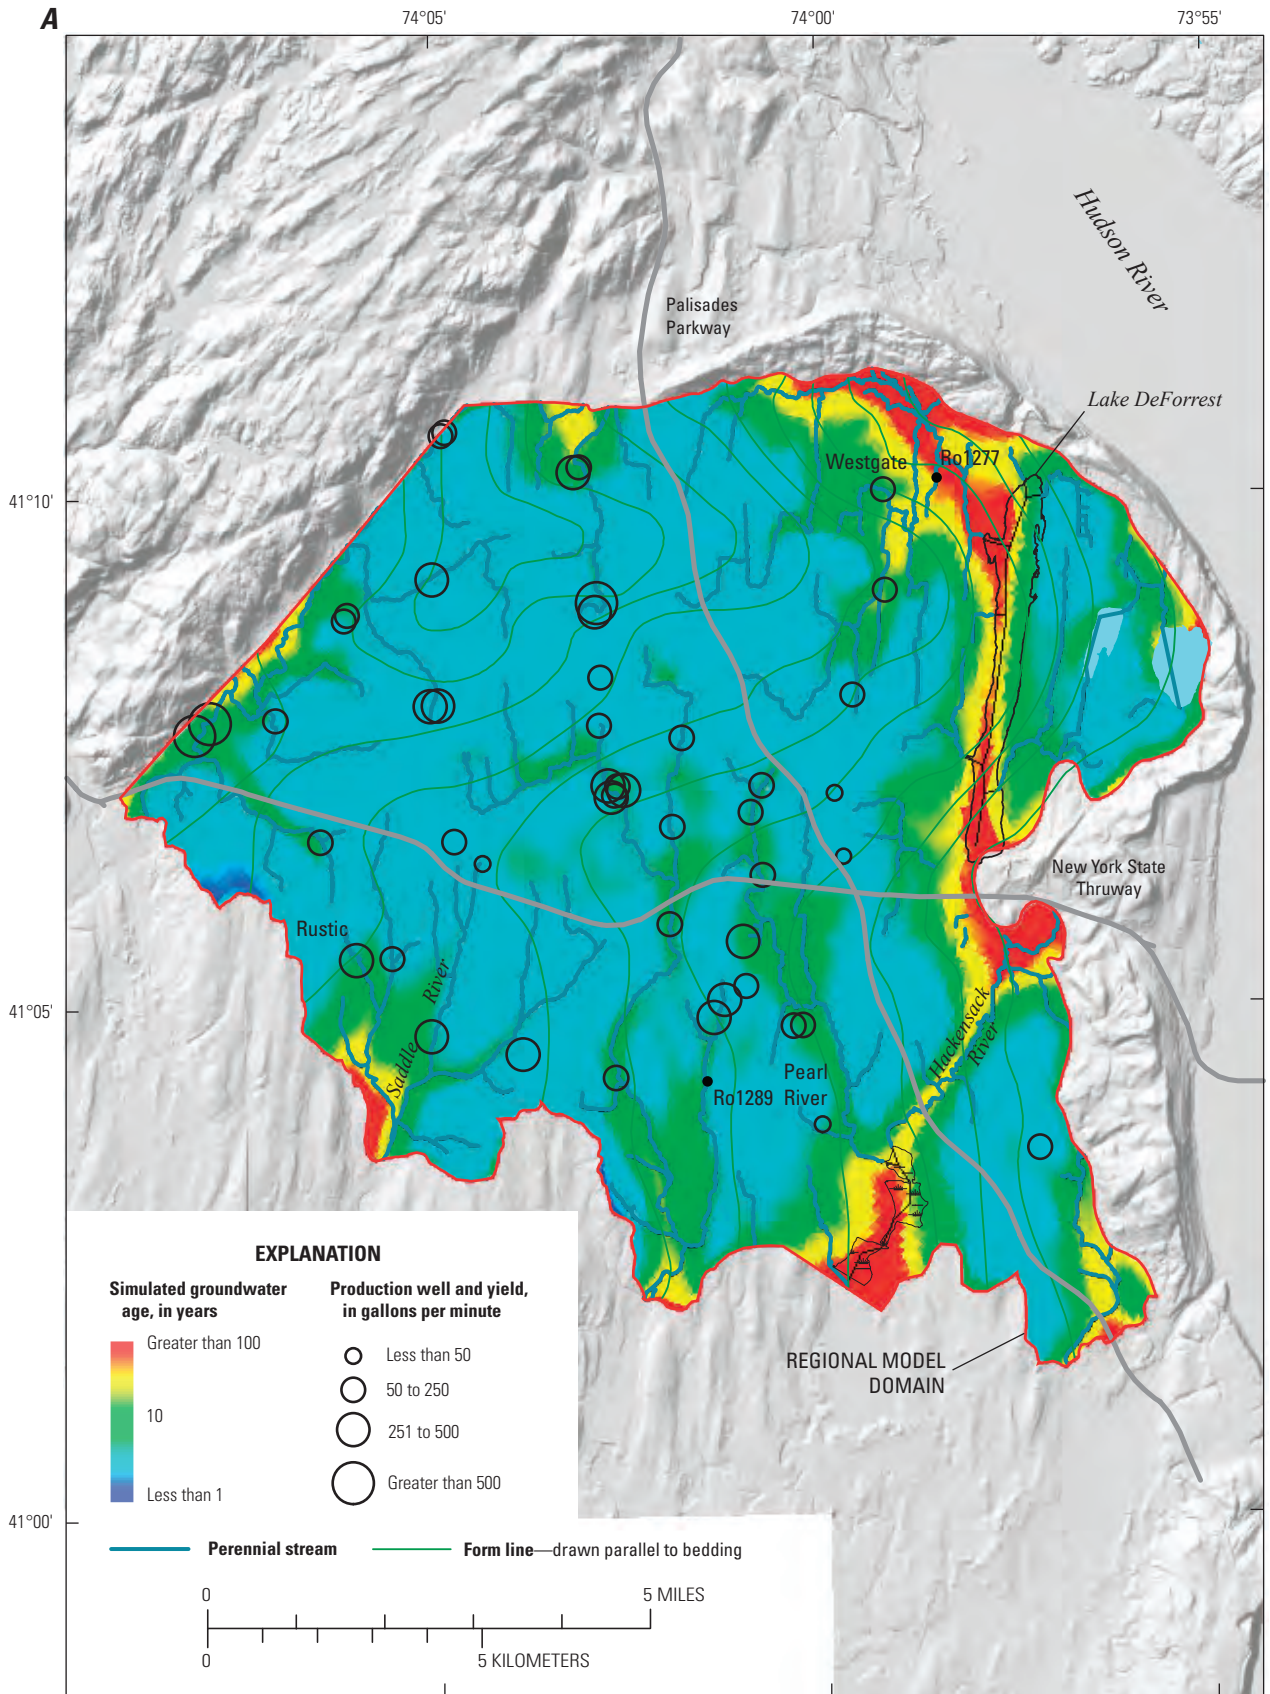 A
74°05'
74°00'
73°55'
Hudson River
Palisades
Parkway
Lake DeForrest
Westgate
Ro1277
41°10'
New York State
Thruway
Rustic
Saddle River
Hackensack
River
41°05'
Pearl
River
Ro1289
REGIONAL MODEL
DOMAIN
EXPLANATION
Simulated groundwater
age, in years
Greater than 100
10
Less than 1
Production well and yield,
in gallons per minute
Less than 50
50 to 250
251 to 500
Greater than 500
41°00'
Perennial stream
Form line—drawn parallel to bedding
0
5 MILES
0
5 KILOMETERS